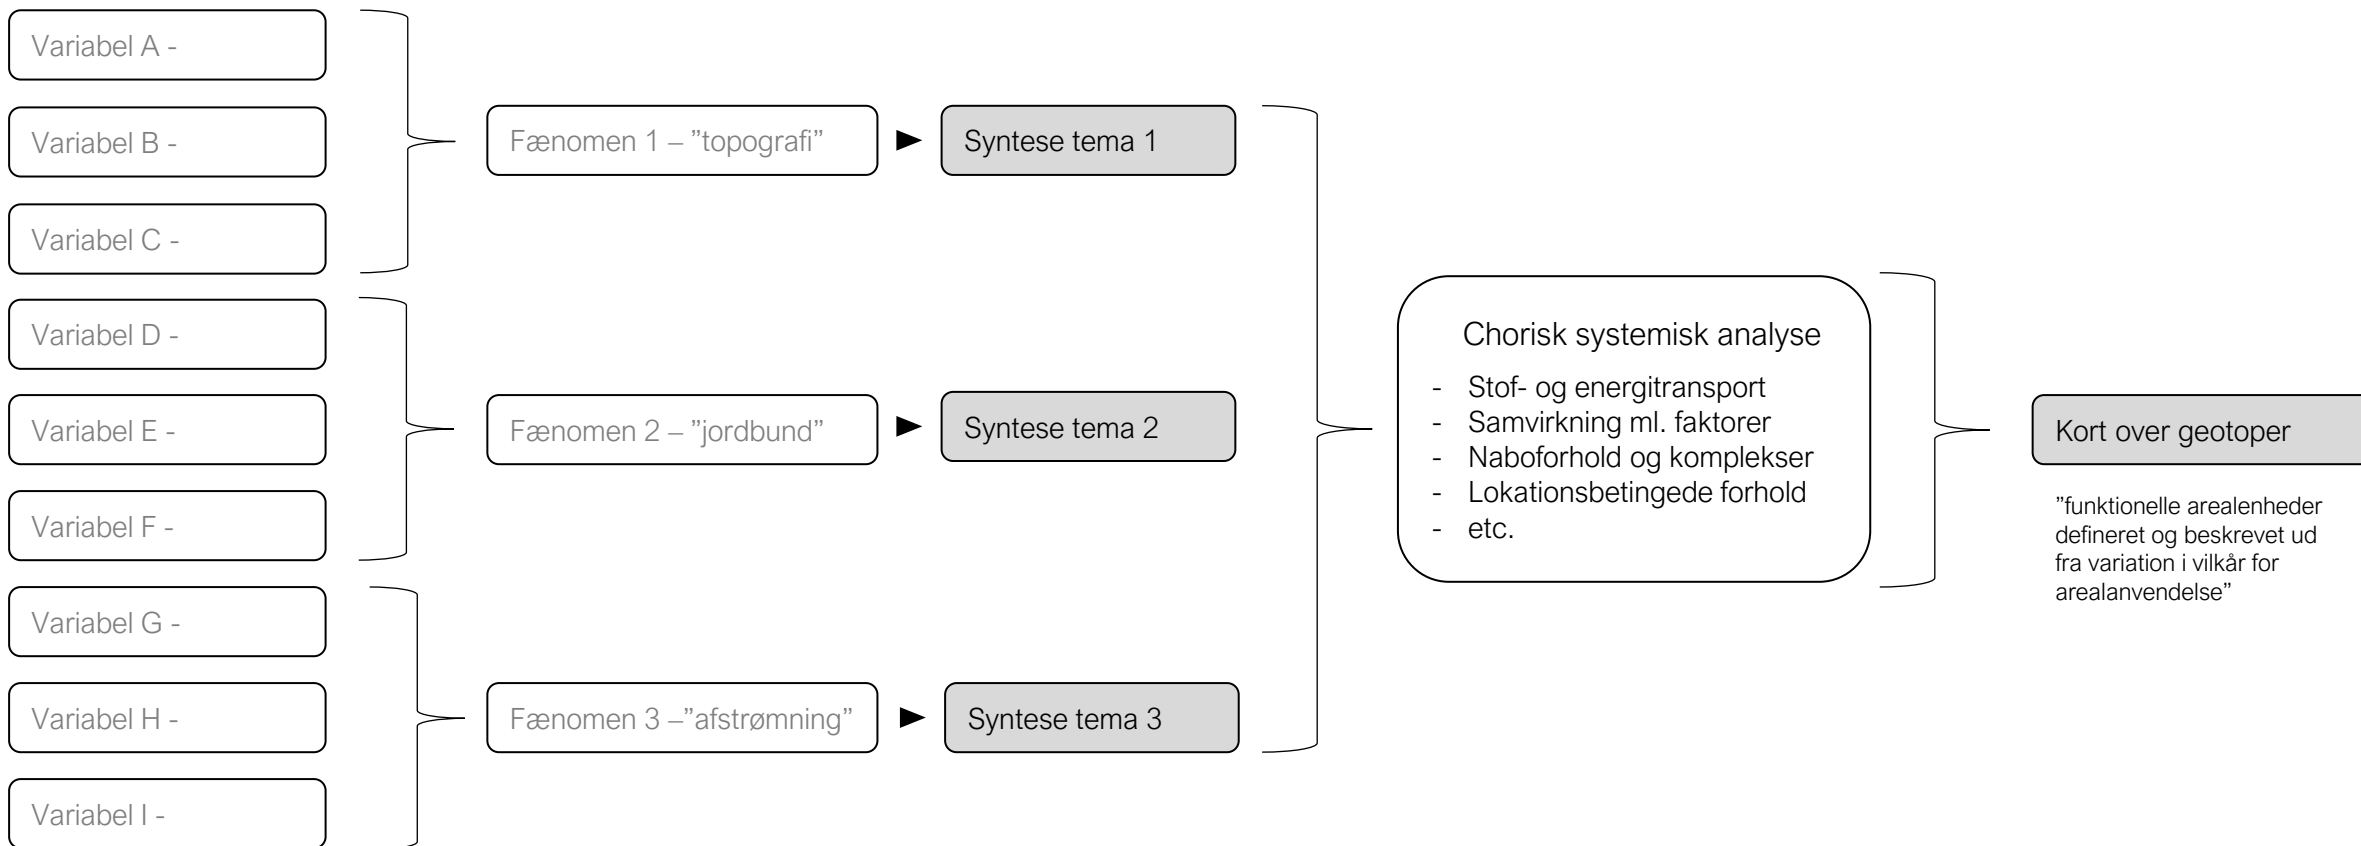 Variabel A -
Variabel B -
Variabel C -
Variabel D -
Variabel E -
Variabel F -
Variabel G -
Variabel H -
Variabel I -
Fænomen 1 – ”topografi”
Fænomen 2 – ”jordbund”
Fænomen 3 –”afstrømning”
Syntese tema 1
Syntese tema 2
Syntese tema 3
Chorisk systemisk analyse
- Stof- og energitransport
- Samvirkning ml. faktorer
- Naboforhold og komplekser
- Lokationsbetingede forhold
- etc.
Kort over geotoper
”funktionelle arealenheder
defineret og beskrevet ud
fra variation i vilkår for
arealanvendelse”